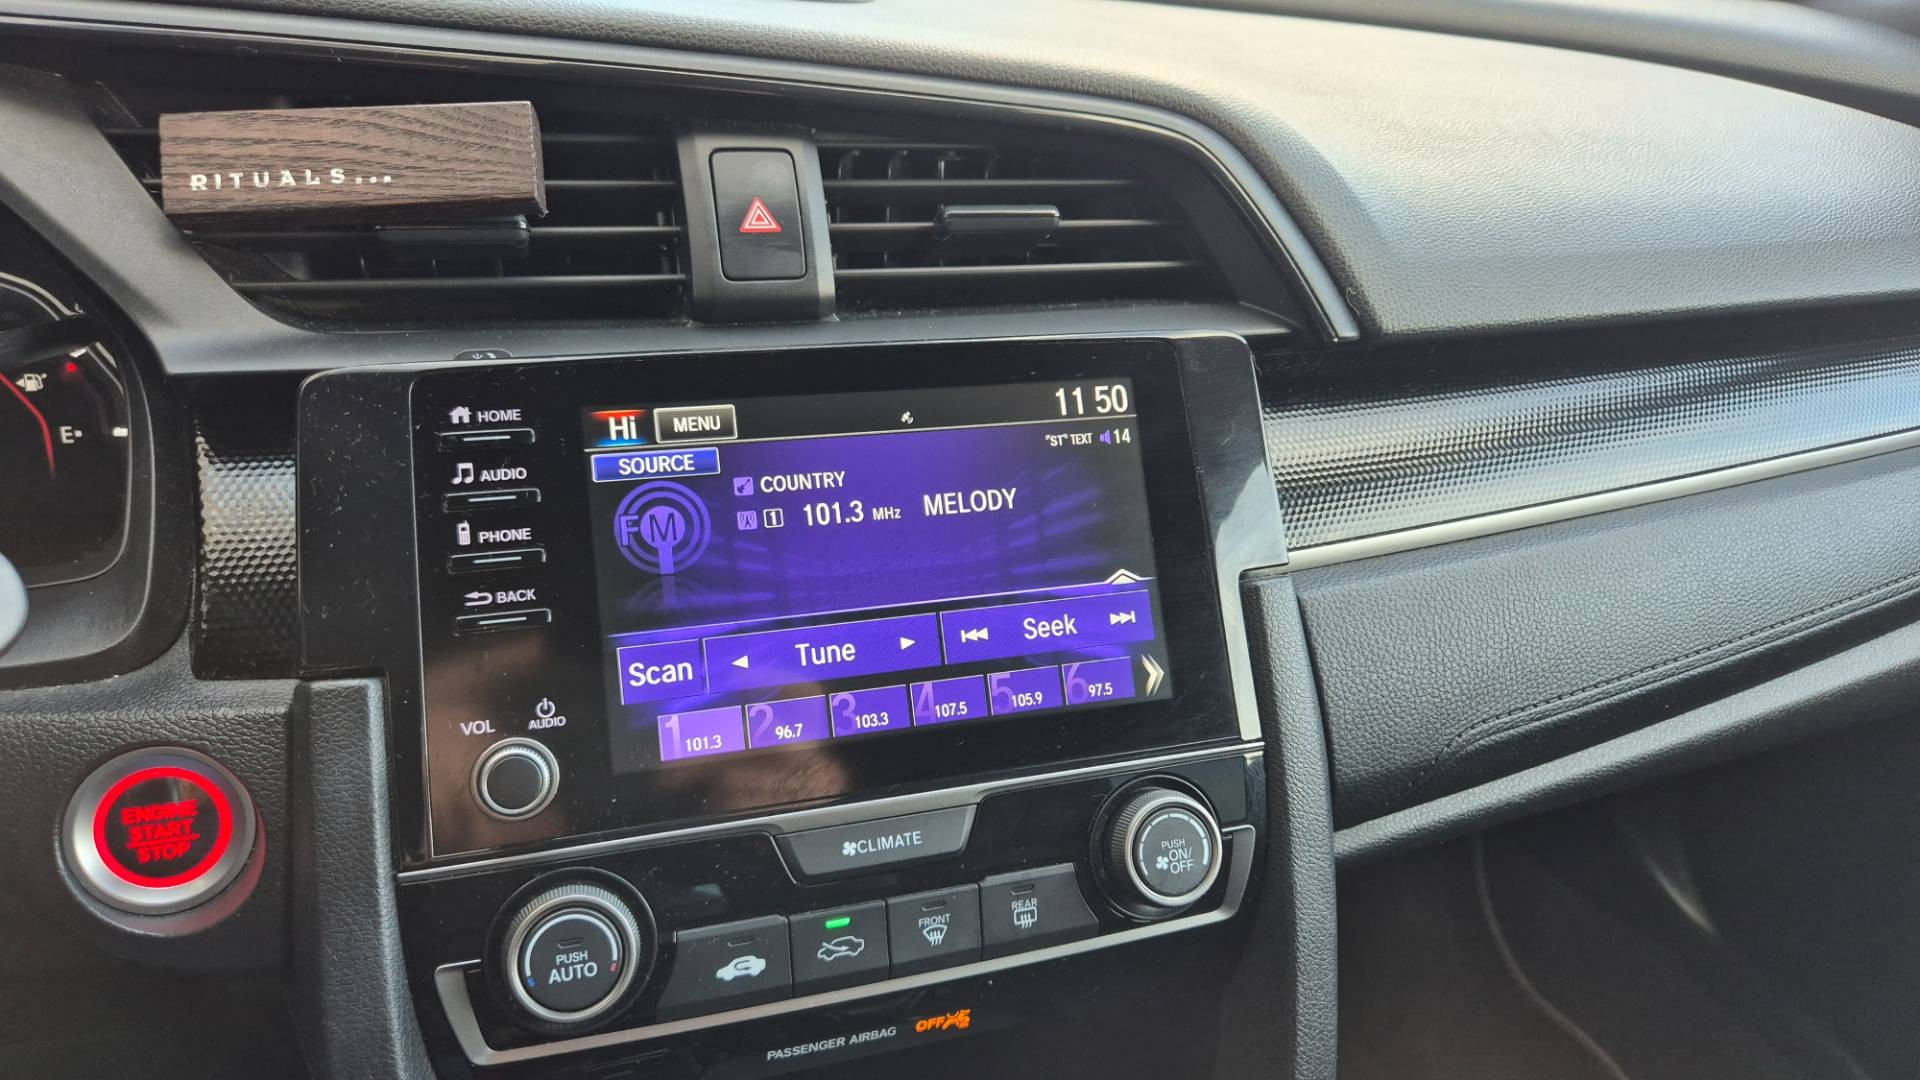 RITUALS...
E
HOME
AUDIO
PHONE
BACK
VOL
AUDIO
Hi
MENU
11 50
"ST" TEXT
14
SOURCE
COUNTRY
FM
1 101.3 MHz MELODY
Scan
Tune
Seek
1 101.3
2 96.7
3 103.3
4 107.5
5 105.9
6 97.5
ENGINE
START
STOP
CLIMATE
PUSH
ON/
OFF
PUSH
AUTO
FRONT
REAR
PASSENGER AIRBAG
OFF
2